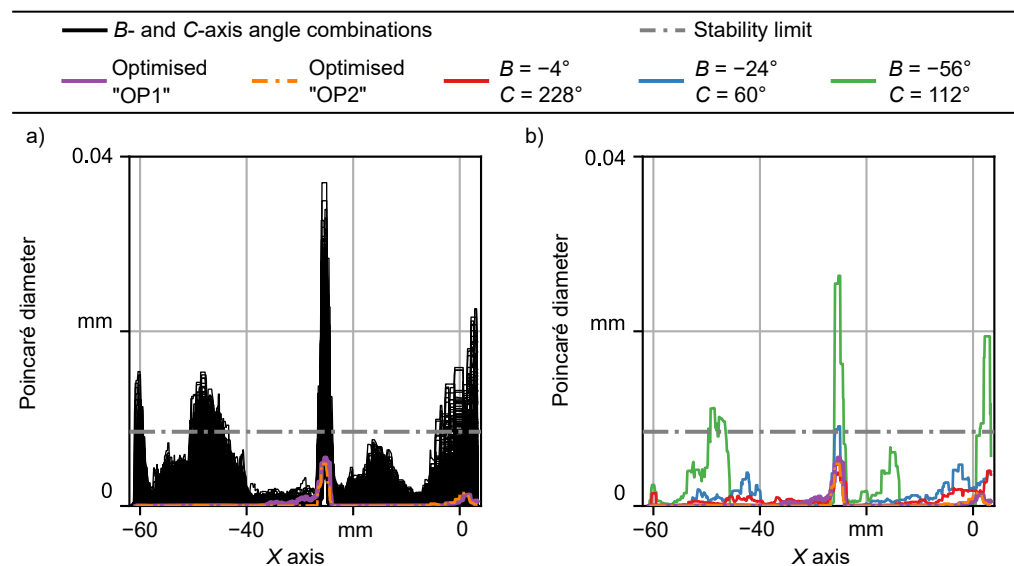 B- and C-axis angle combinations Stability limit
Optimised Optimised B = −4° B = −24° B = −56°
"OP1" "OP2" C = 228° C = 60° C = 112°
a) b)
0.04 0.04
Poincaré diameter Poincaré diameter
mm mm
0 0
−60 −40 mm 0 −60 −40 mm 0
X axis X axis